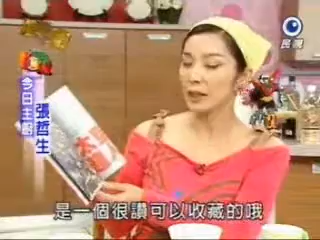 民視
今日主廚
張哲生
是一個很讚可以收藏的哦